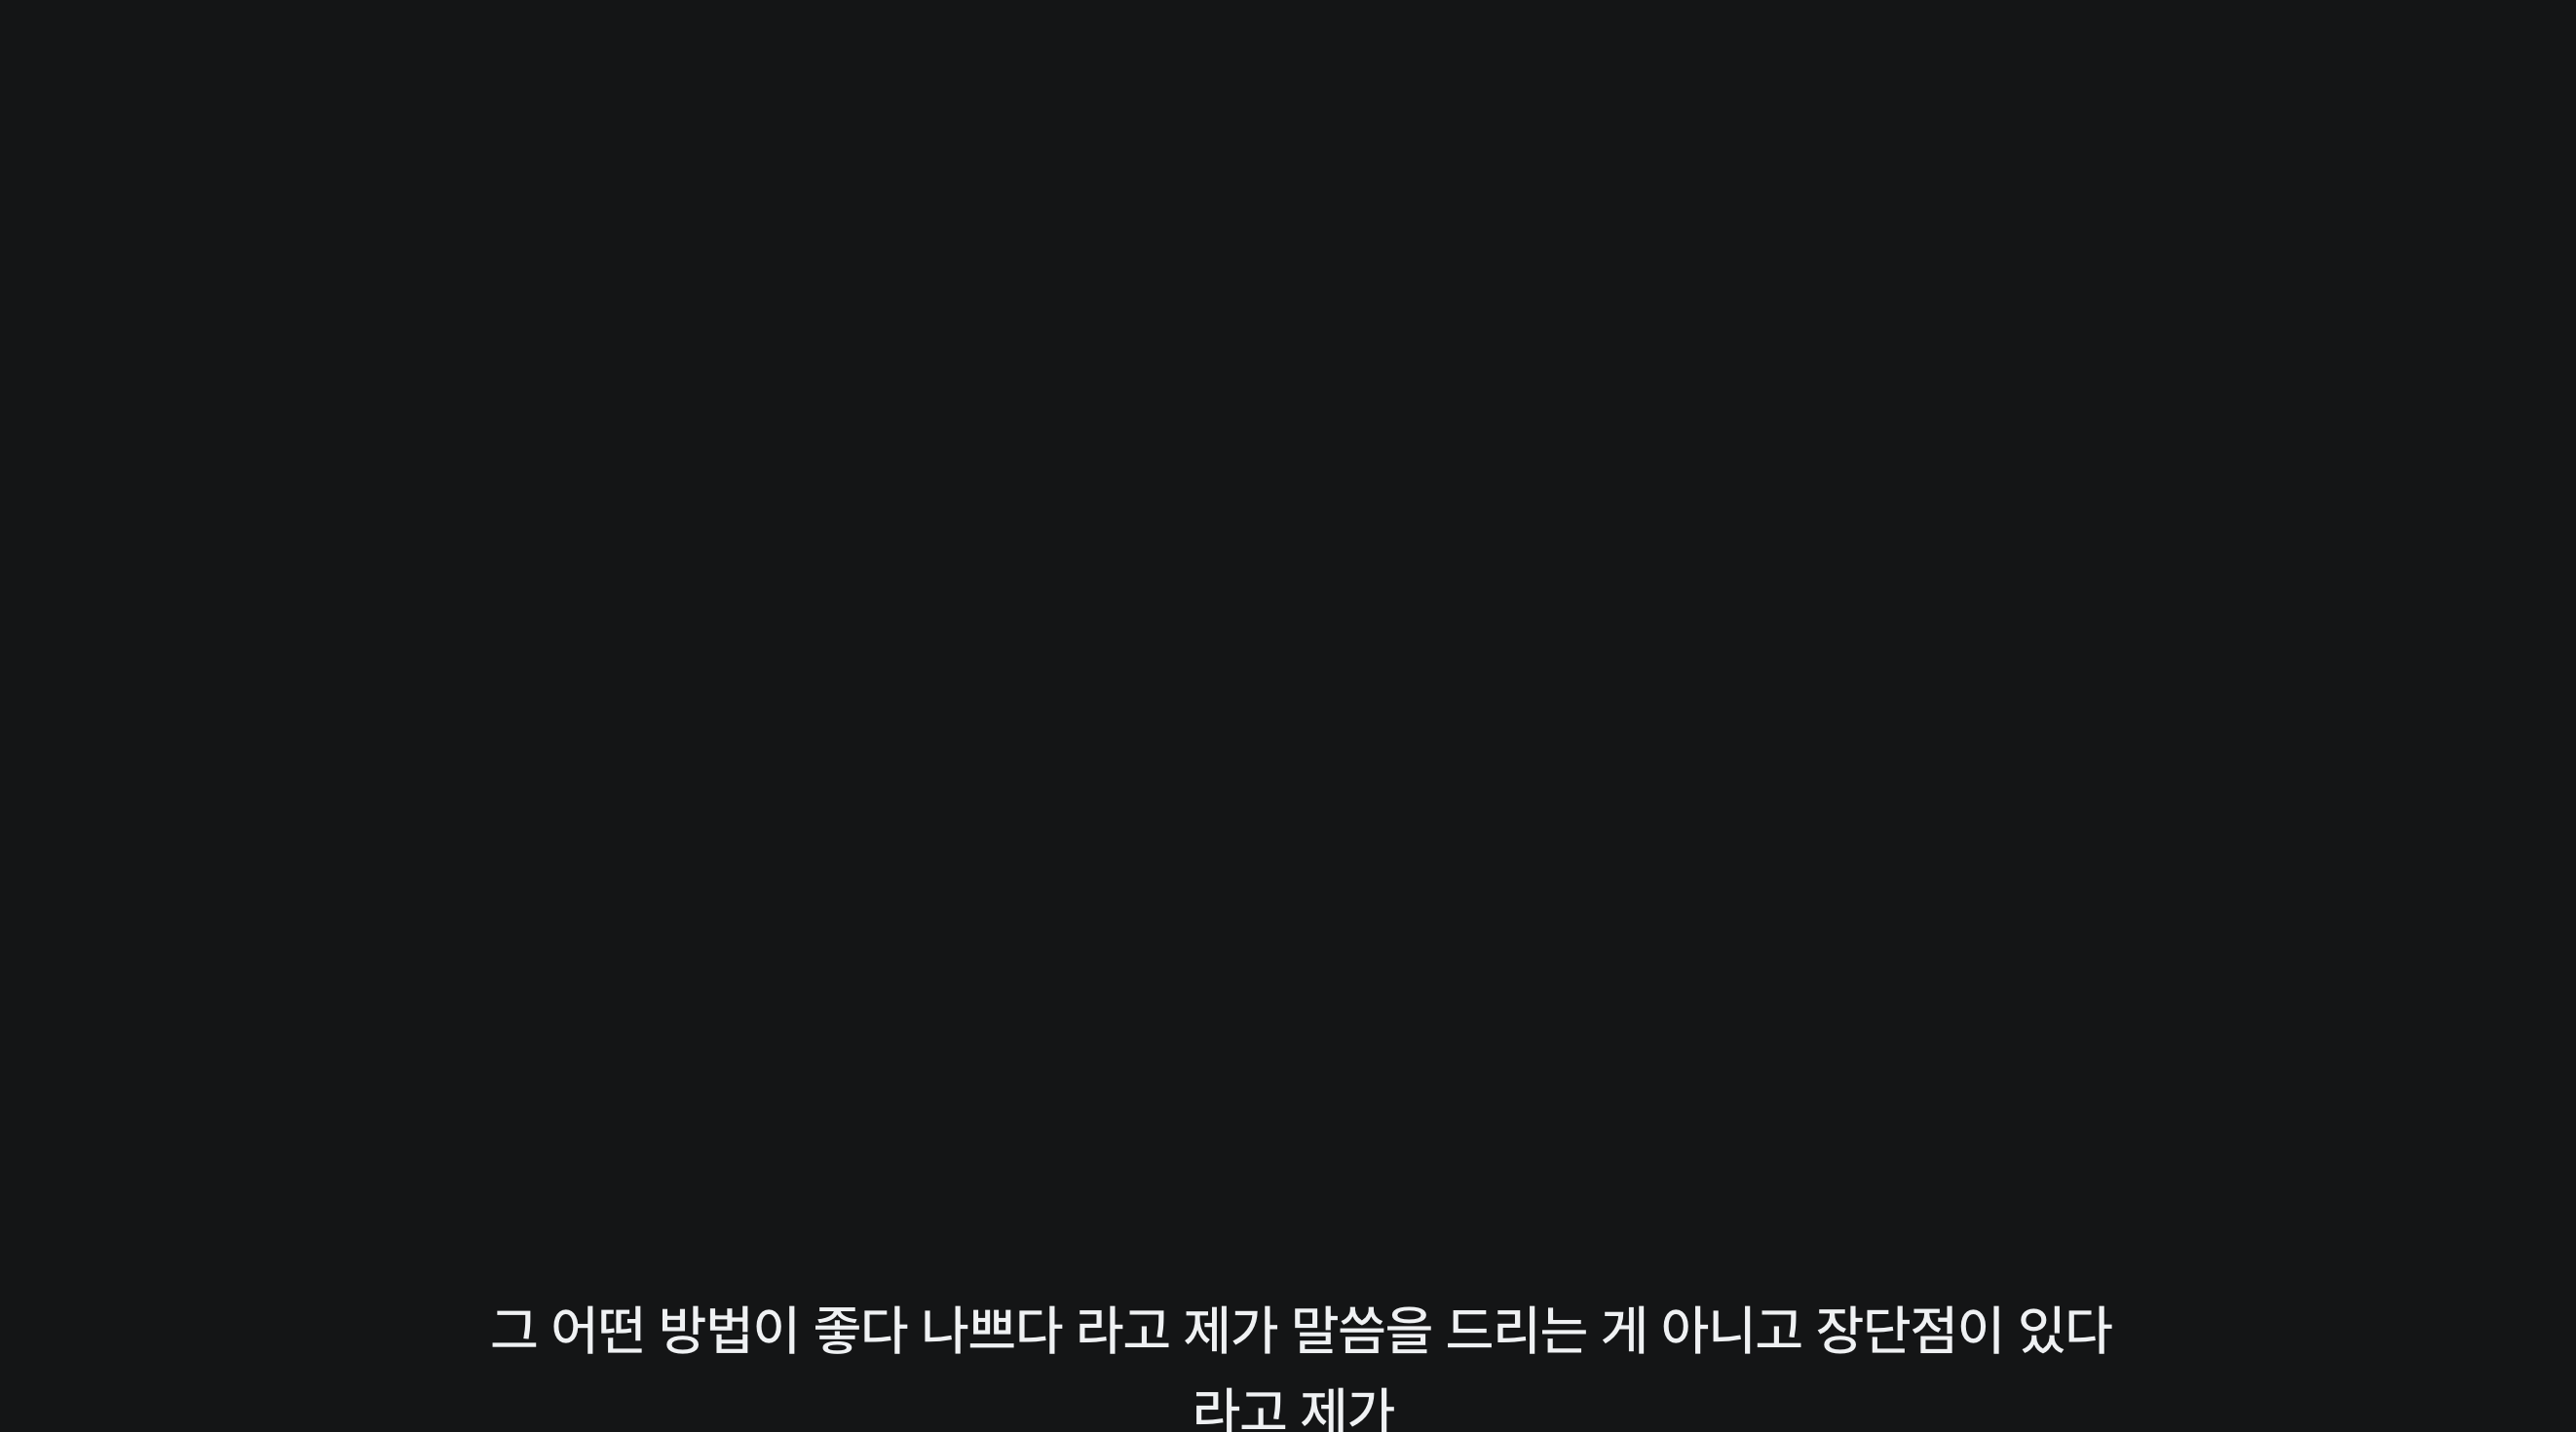 그 어떤 방법이 좋다 나쁘다 라고 제가 말씀을 드리는 게 아니고 장단점이 있다
라고 제가